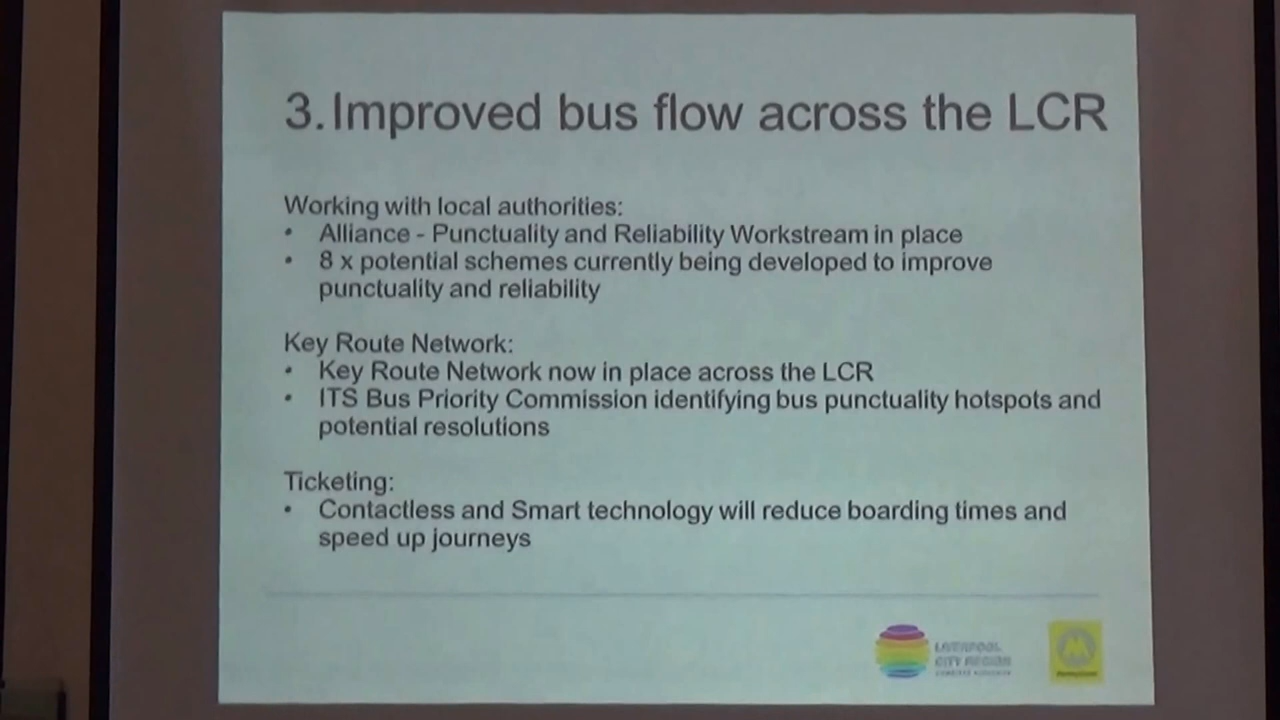 3. Improved bus flow across the LCR
Working with local authorities:
• Alliance - Punctuality and Reliability Workstream in place
• 8 x potential schemes currently being developed to improve
punctuality and reliability
Key Route Network:
• Key Route Network now in place across the LCR
• ITS Bus Priority Commission identifying bus punctuality hotspots and
potential resolutions
Ticketing:
• Contactless and Smart technology will reduce boarding times and
speed up journeys
LIVERPOOL
CITY REGION